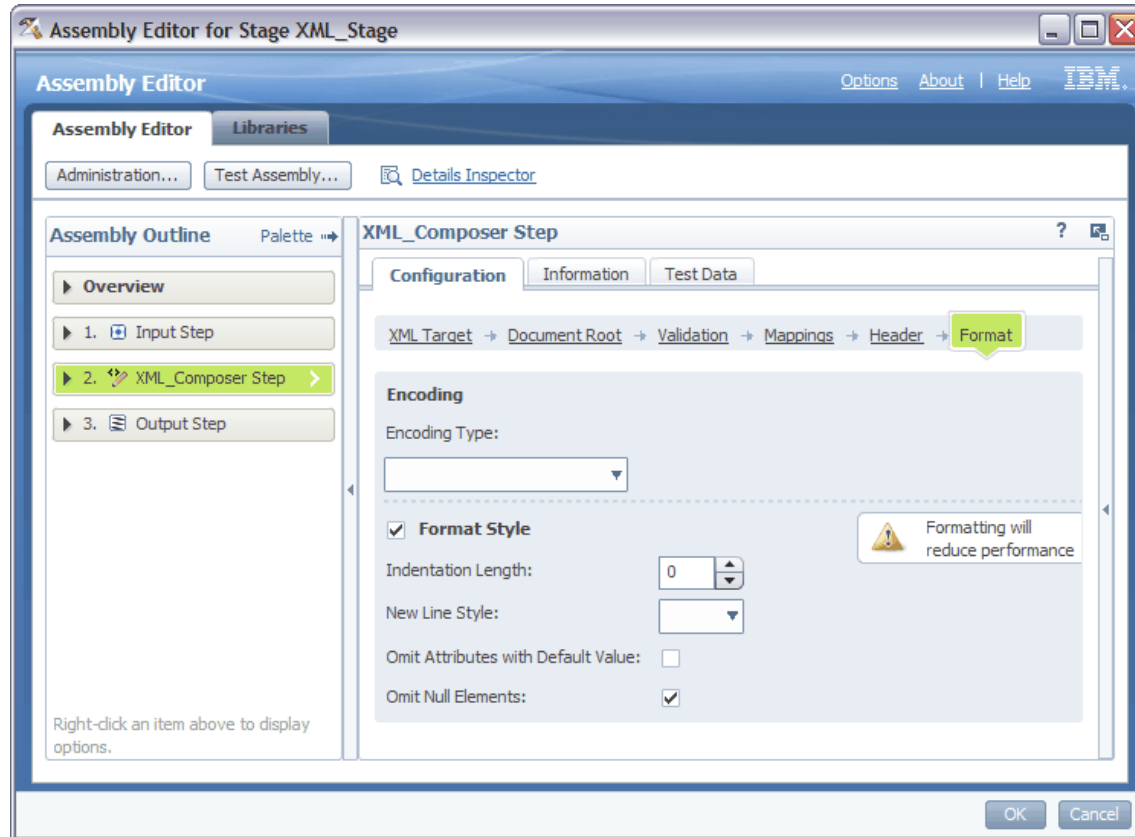 Assembly Editor for Stage XML_Stage
Assembly Editor
Options About | Help IBM.
Assembly Editor Libraries
Administration... Test Assembly... Details Inspector
Assembly Outline Palette
Overview
1. Input Step
2. XML_Composer Step
3. Output Step
Right-click an item above to display
options.
XML_Composer Step ?
Configuration Information Test Data
XML Target → Document Root → Validation → Mappings → Header → Format
Encoding
Encoding Type:
Format Style
Formatting will
reduce performance
Indentation Length: 0
New Line Style:
Omit Attributes with Default Value:
Omit Null Elements:
OK Cancel